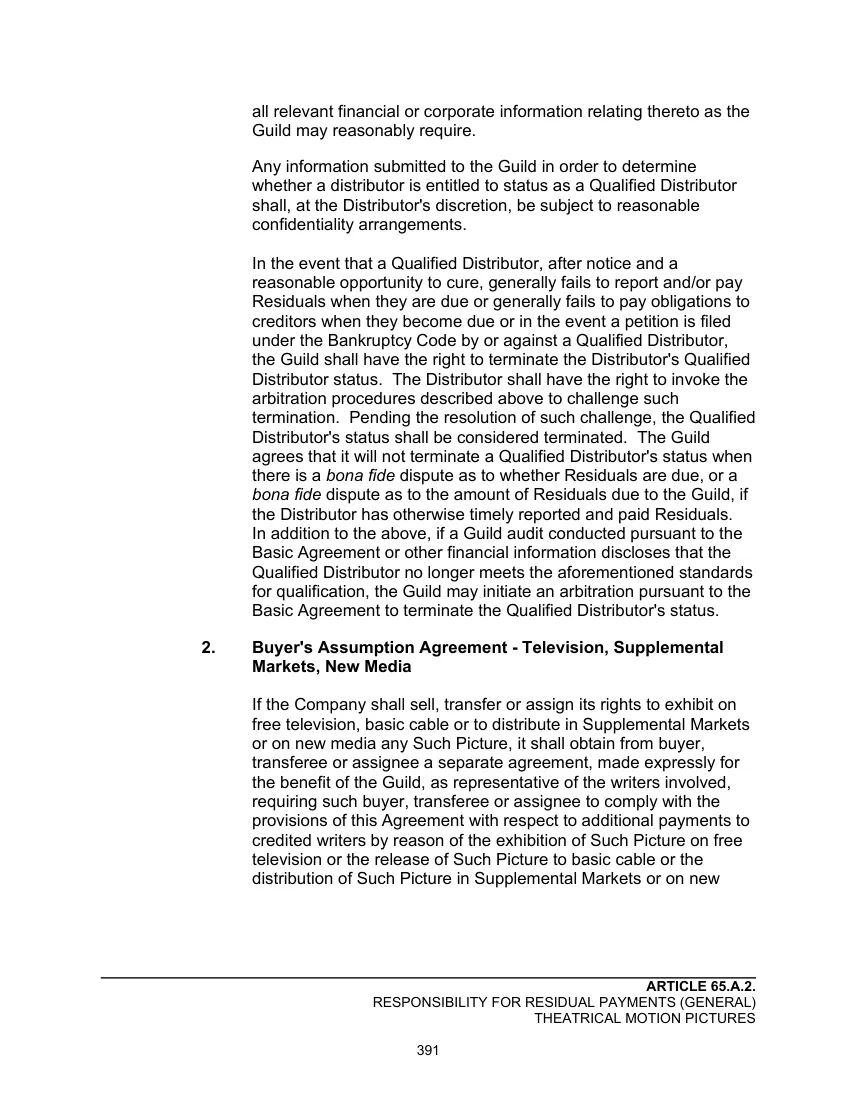 all relevant financial or corporate information relating thereto as the
Guild may reasonably require.
Any information submitted to the Guild in order to determine
whether a distributor is entitled to status as a Qualified Distributor
shall, at the Distributor's discretion, be subject to reasonable
confidentiality arrangements.
In the event that a Qualified Distributor, after notice and a
reasonable opportunity to cure, generally fails to report and/or pay
Residuals when they are due or generally fails to pay obligations to
creditors when they become due or in the event a petition is filed
under the Bankruptcy Code by or against a Qualified Distributor,
the Guild shall have the right to terminate the Distributor's Qualified
Distributor status.  The Distributor shall have the right to invoke the
arbitration procedures described above to challenge such
termination.  Pending the resolution of such challenge, the Qualified
Distributor's status shall be considered terminated.  The Guild
agrees that it will not terminate a Qualified Distributor's status when
there is a bona fide dispute as to whether Residuals are due, or a
bona fide dispute as to the amount of Residuals due to the Guild, if
the Distributor has otherwise timely reported and paid Residuals.
In addition to the above, if a Guild audit conducted pursuant to the
Basic Agreement or other financial information discloses that the
Qualified Distributor no longer meets the aforementioned standards
for qualification, the Guild may initiate an arbitration pursuant to the
Basic Agreement to terminate the Qualified Distributor's status.
2. Buyer's Assumption Agreement - Television, Supplemental
Markets, New Media
If the Company shall sell, transfer or assign its rights to exhibit on
free television, basic cable or to distribute in Supplemental Markets
or on new media any Such Picture, it shall obtain from buyer,
transferee or assignee a separate agreement, made expressly for
the benefit of the Guild, as representative of the writers involved,
requiring such buyer, transferee or assignee to comply with the
provisions of this Agreement with respect to additional payments to
credited writers by reason of the exhibition of Such Picture on free
television or the release of Such Picture to basic cable or the
distribution of Such Picture in Supplemental Markets or on new
ARTICLE 65.A.2.
RESPONSIBILITY FOR RESIDUAL PAYMENTS (GENERAL)
THEATRICAL MOTION PICTURES
391